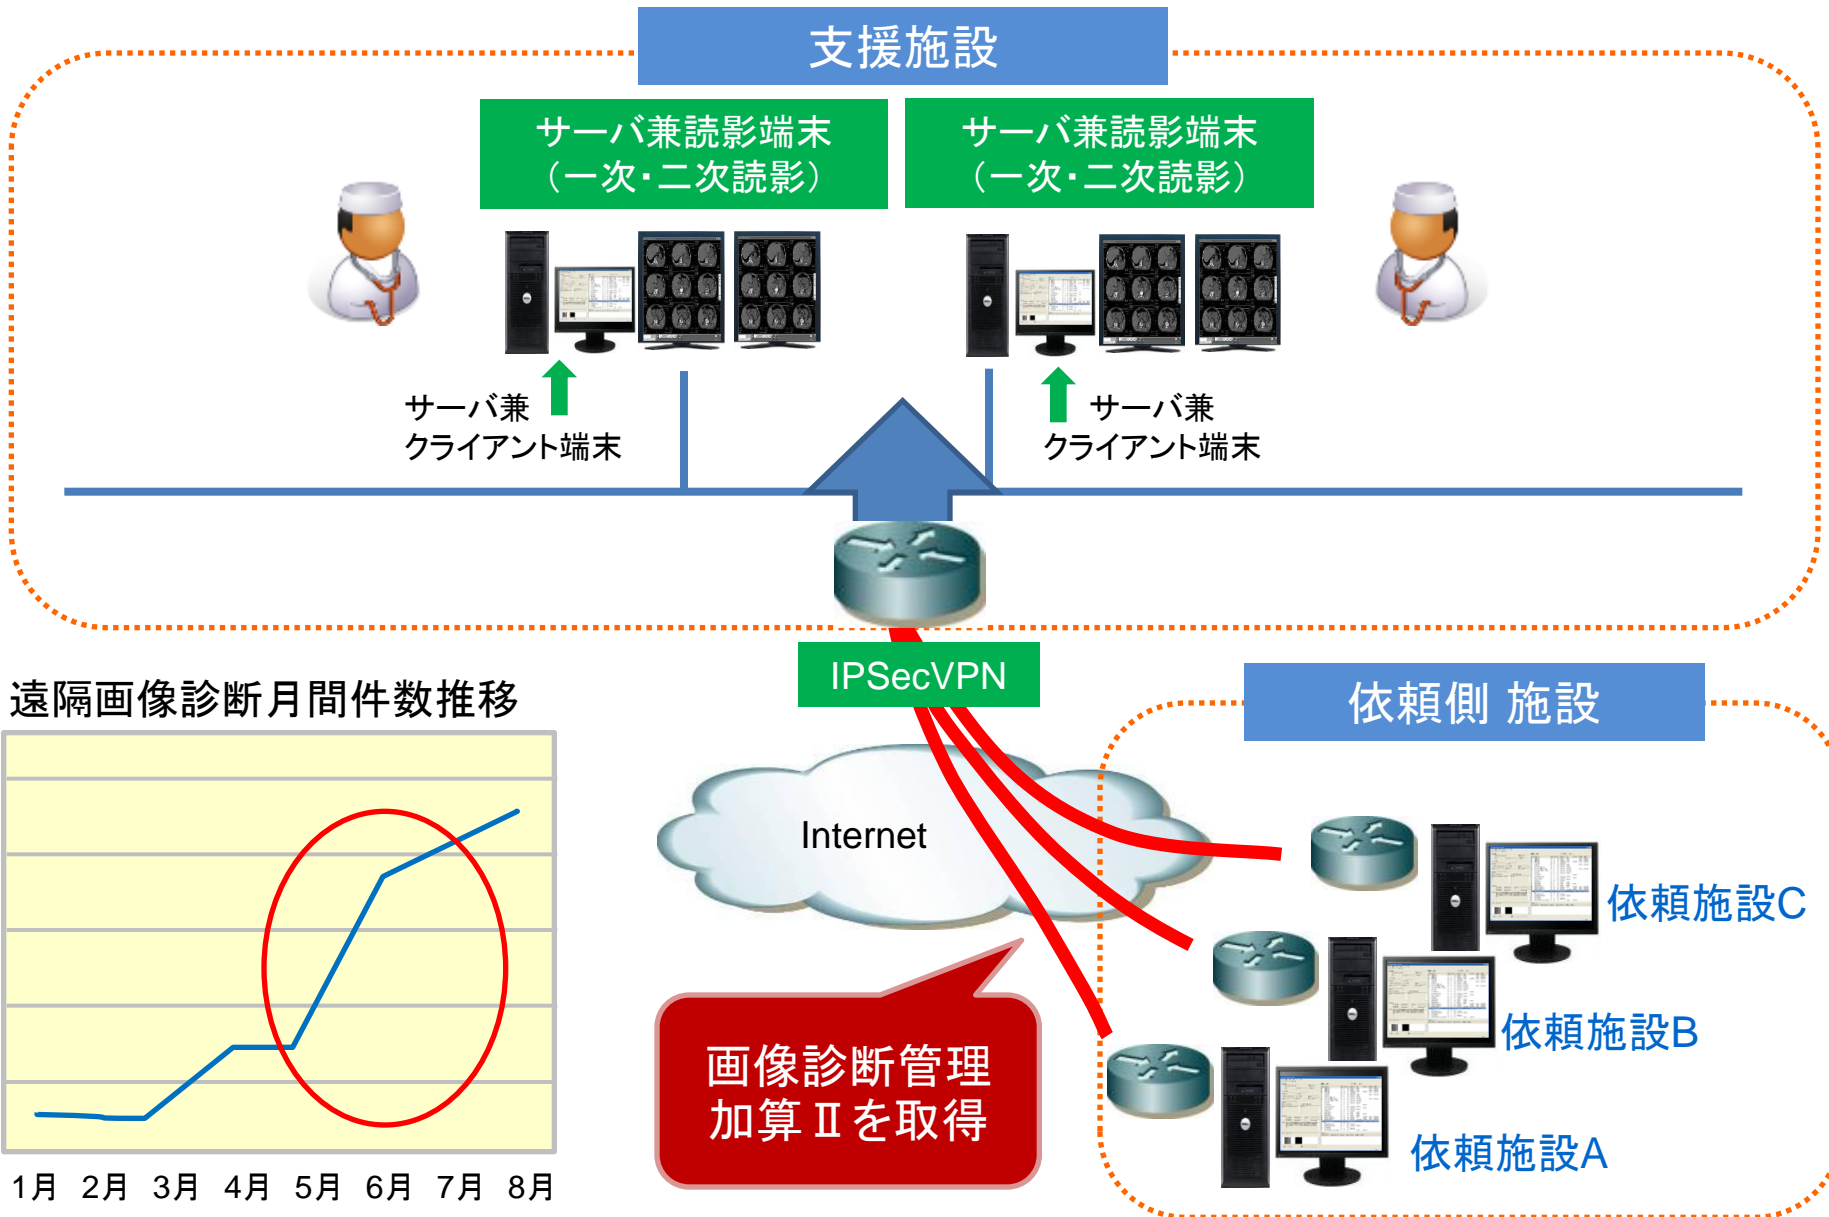 支援施設
サーバ兼読影端末
（一次・二次読影）
サーバ兼読影端末
（一次・二次読影）
サーバ兼
クライアント端末
サーバ兼
クライアント端末
IPSecVPN
遠隔画像診断月間件数推移
依頼側 施設
Internet
依頼施設C
依頼施設B
依頼施設A
画像診断管理
加算Ⅱを取得
1月 2月 3月 4月 5月 6月 7月 8月